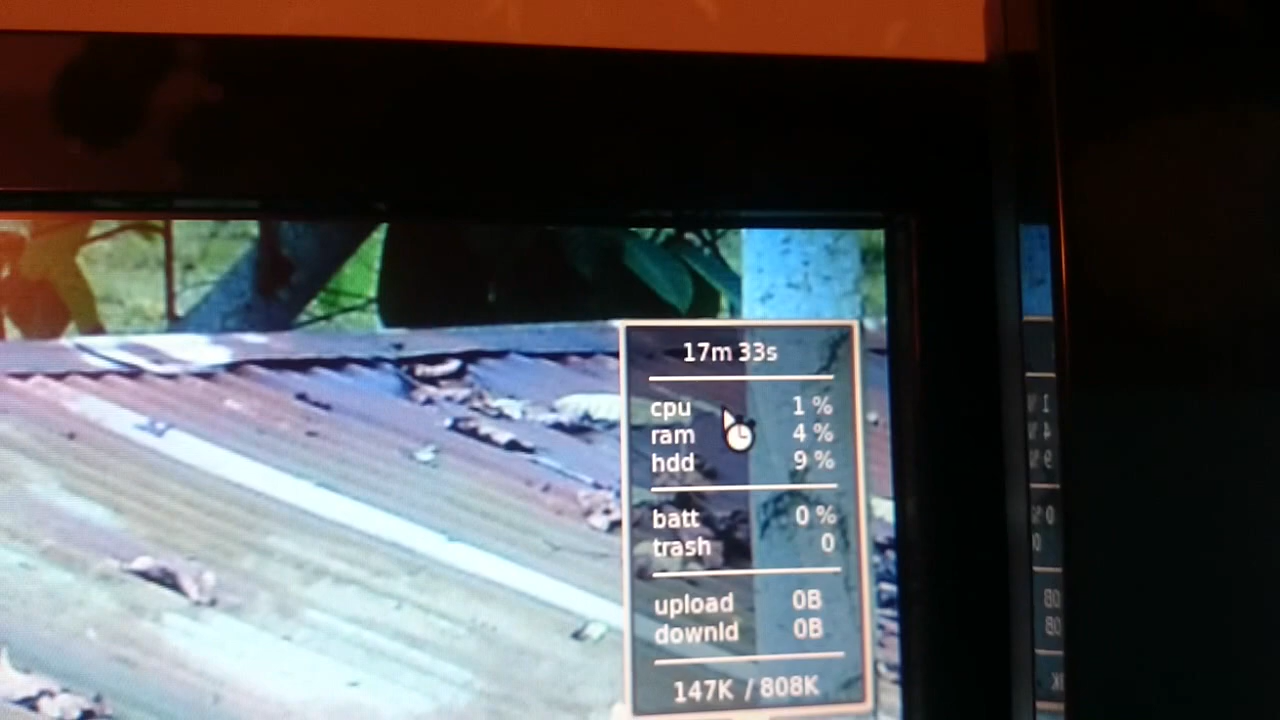 17m 33s
cpu 1 %
ram 4 %
hdd 9 %
batt 0 %
trash 0
upload 0B
downld 0B
147K / 808K